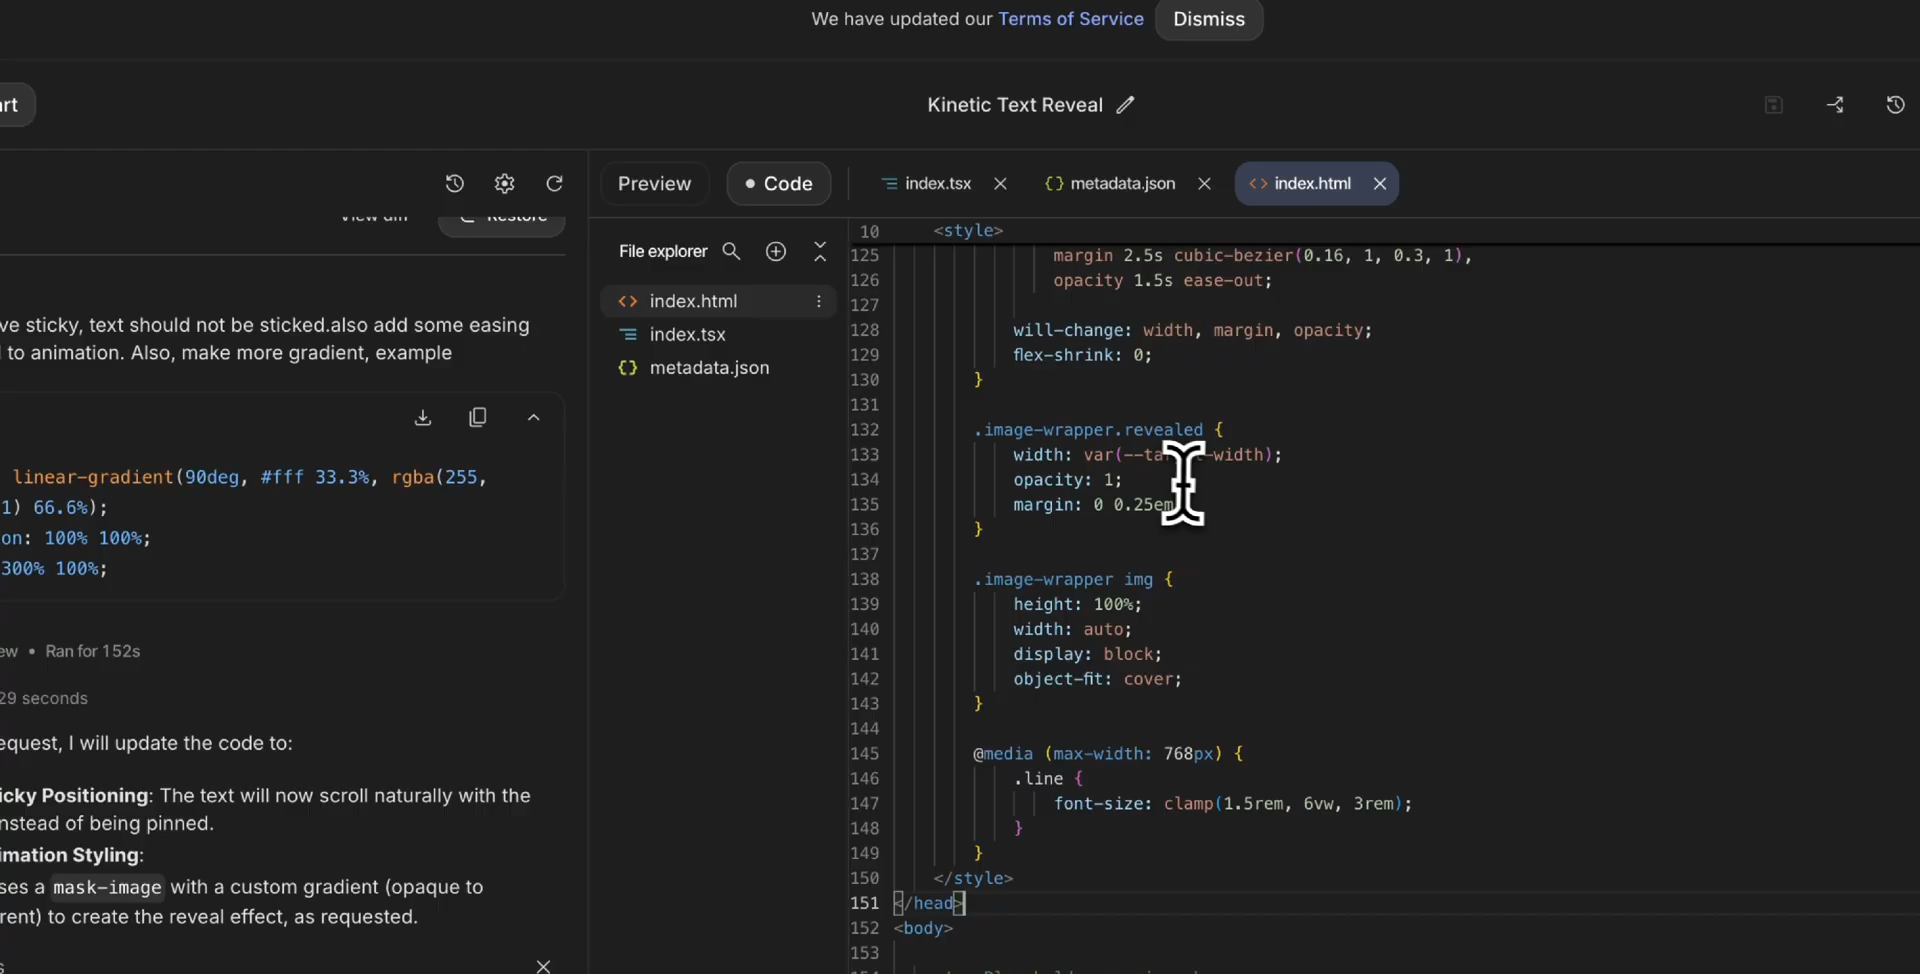 We have updated our Terms of Service Dismiss
art
Kinetic Text Reveal
Preview
Code
index.tsx
metadata.json
index.html
View diff Restore
File explorer
index.html
index.tsx
metadata.json
ve sticky, text should not be sticked.also add some easing
to animation. Also, make more gradient, example
linear-gradient(90deg, #fff 33.3%, rgba(255,
1) 66.6%);
on: 100% 100%;
300% 100%;
ew • Ran for 152s
29 seconds
equest, I will update the code to:
icky Positioning: The text will now scroll naturally with the
nstead of being pinned.
imation Styling:
ses a mask-image with a custom gradient (opaque to
rent) to create the reveal effect, as requested.
s
10 <style>
125 margin 2.5s cubic-bezier(0.16, 1, 0.3, 1),
126 opacity 1.5s ease-out;
127
128 will-change: width, margin, opacity;
129 flex-shrink: 0;
130 }
131
132 .image-wrapper.revealed {
133 width: var(--ta t-width);
134 opacity: 1;
135 margin: 0 0.25em
136 }
137
138 .image-wrapper img {
139 height: 100%;
140 width: auto;
141 display: block;
142 object-fit: cover;
143 }
144
145 @media (max-width: 768px) {
146 .line {
147 font-size: clamp(1.5rem, 6vw, 3rem);
148 }
149 }
150 </style>
151 </head>
152 <body>
153